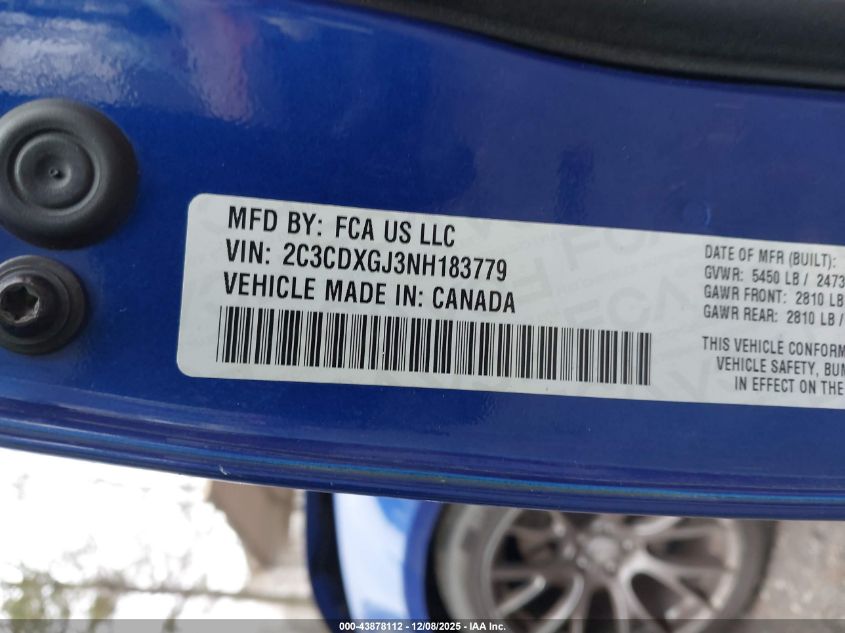 MFD BY: FCA US LLC
VIN: 2C3CDXGJ3NH183779
VEHICLE MADE IN: CANADA
DATE OF MFR (BUILT):
GVWR: 5450 LB / 2473
GAWR FRONT: 2810 LB
GAWR REAR: 2810 LB /
THIS VEHICLE CONFORM
VEHICLE SAFETY, BUM
IN EFFECT ON THE
000-43878112 - 12/08/2025 - IAA Inc.